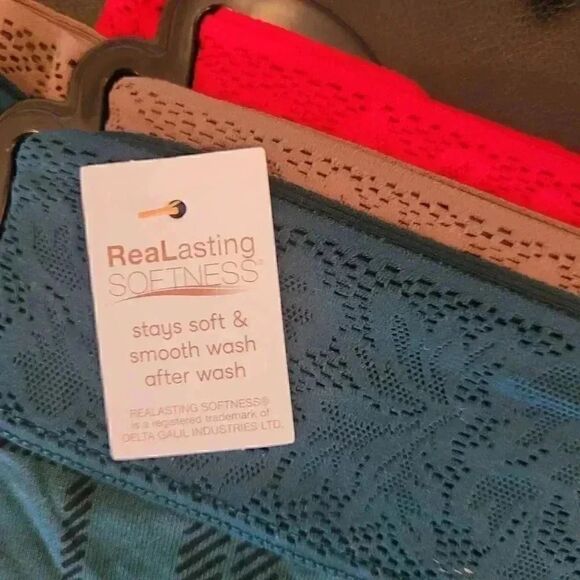 ReaLasting
SOFTNESS®
stays soft &
smooth wash
after wash
REALASTING SOFTNESS®
is a registered trademark of
DELTA GALIL INDUSTRIES LTD.